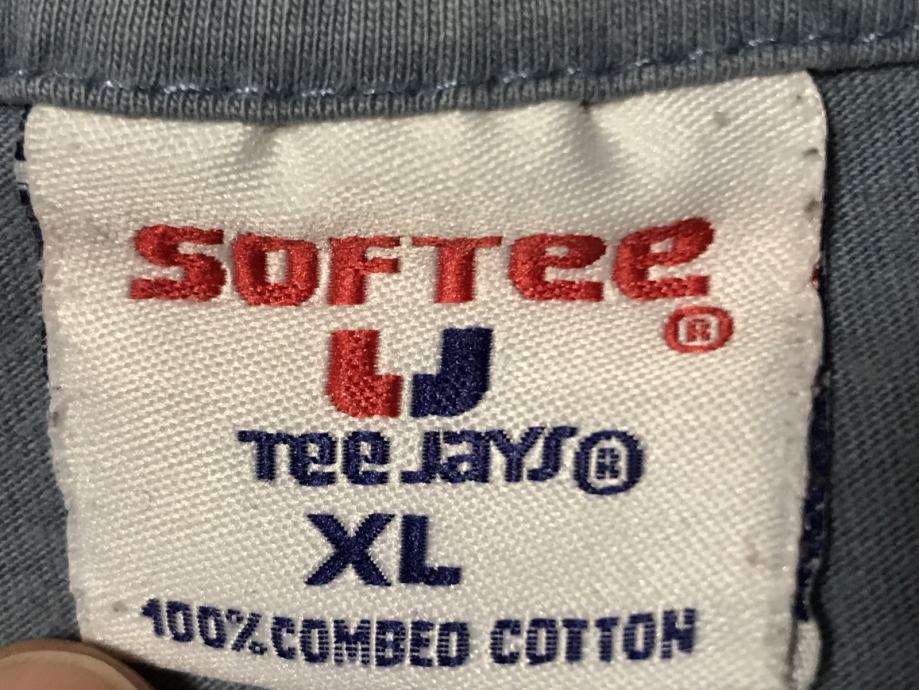 SOFTee
®
TJ
Tee JaYS®
XL
100% COMBED COTTON